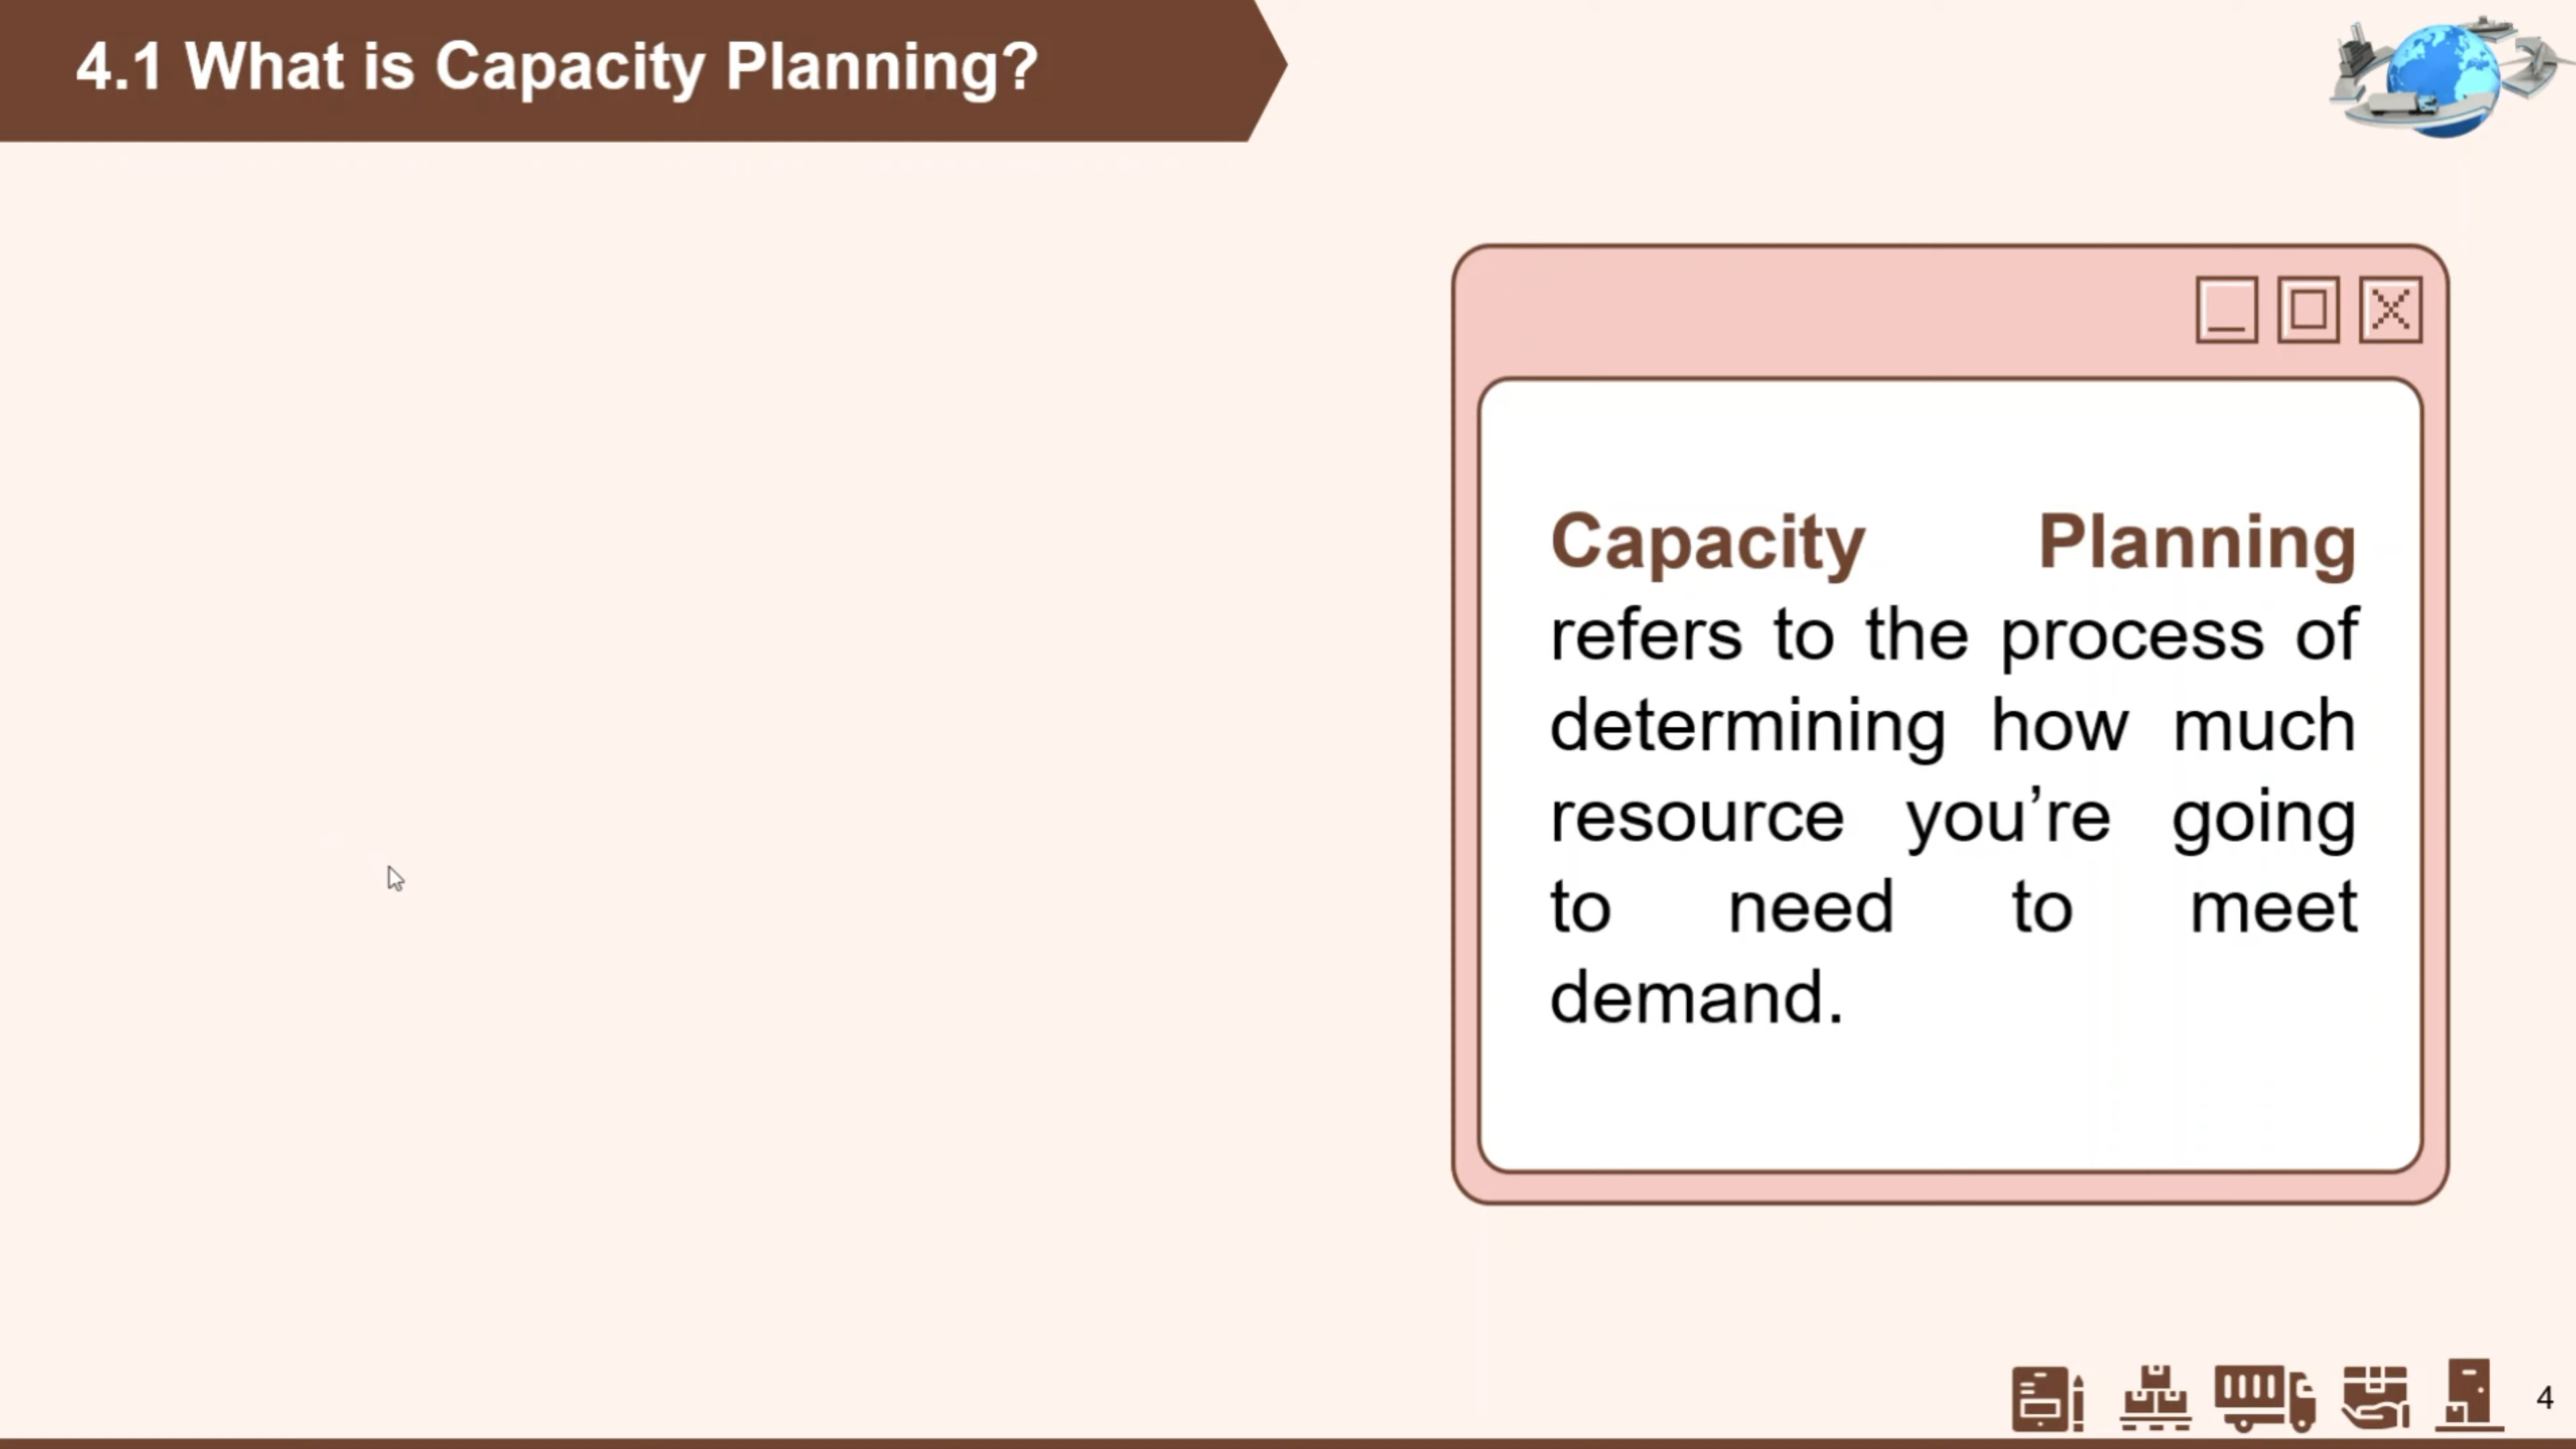 4.1 What is Capacity Planning?
Capacity Planning
refers to the process of
determining how much
resource you’re going
to need to meet
demand.
4